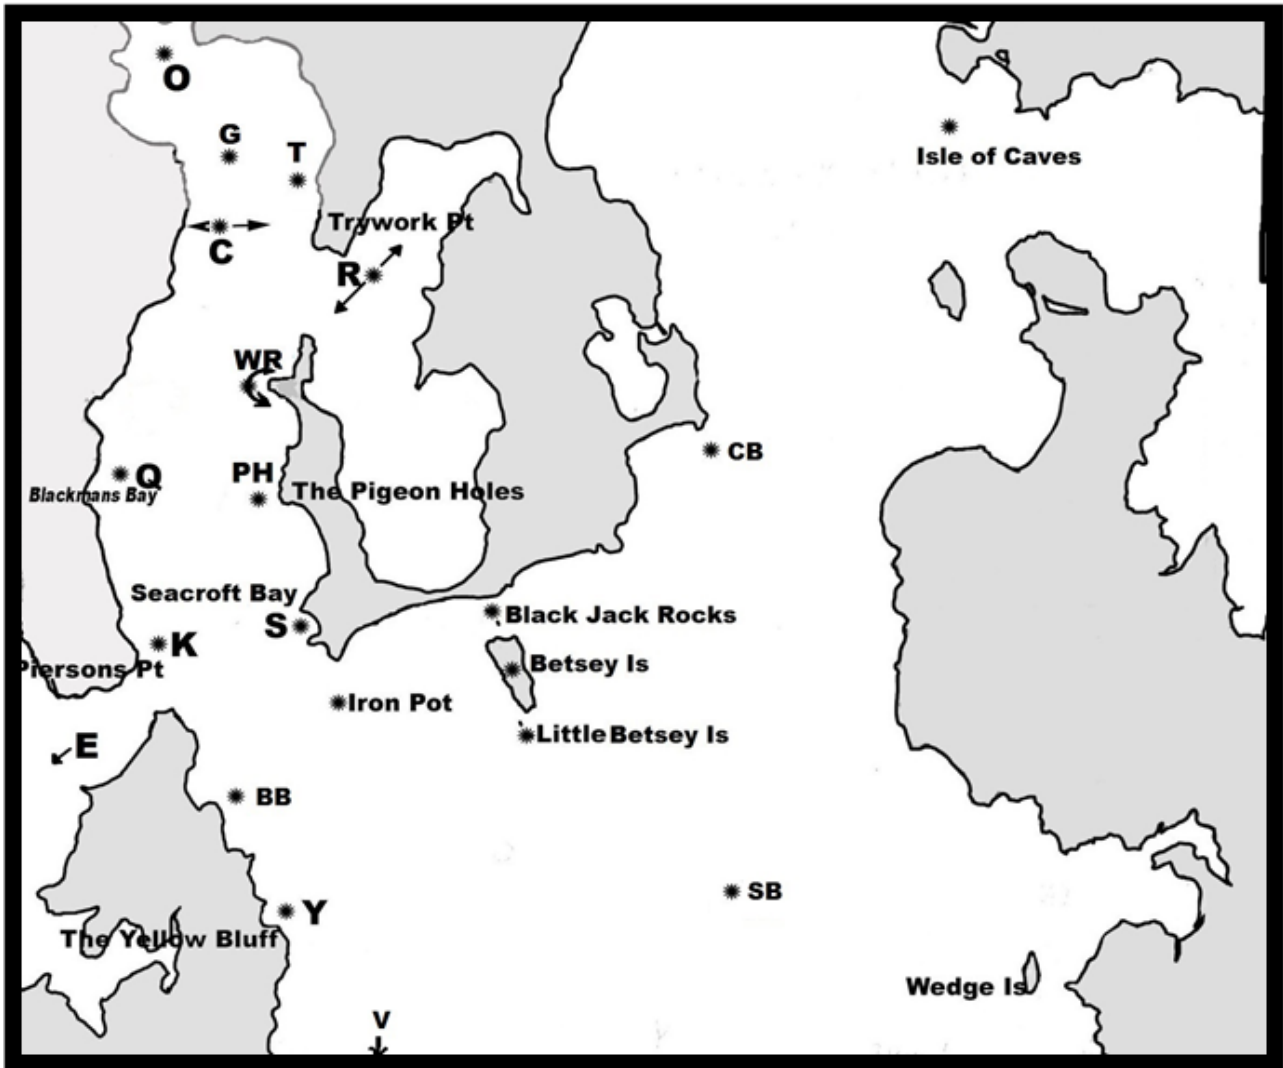 O
G
T
Isle of Caves
Trywork Pt
C
R
WR
CB
Q
PH
The Pigeon Holes
Blackmans Bay
Seacroft Bay
S
Black Jack Rocks
K
Betsey Is
Piersons Pt
Iron Pot
Little Betsey Is
E
BB
SB
Y
The Yellow Bluff
Wedge Is
V